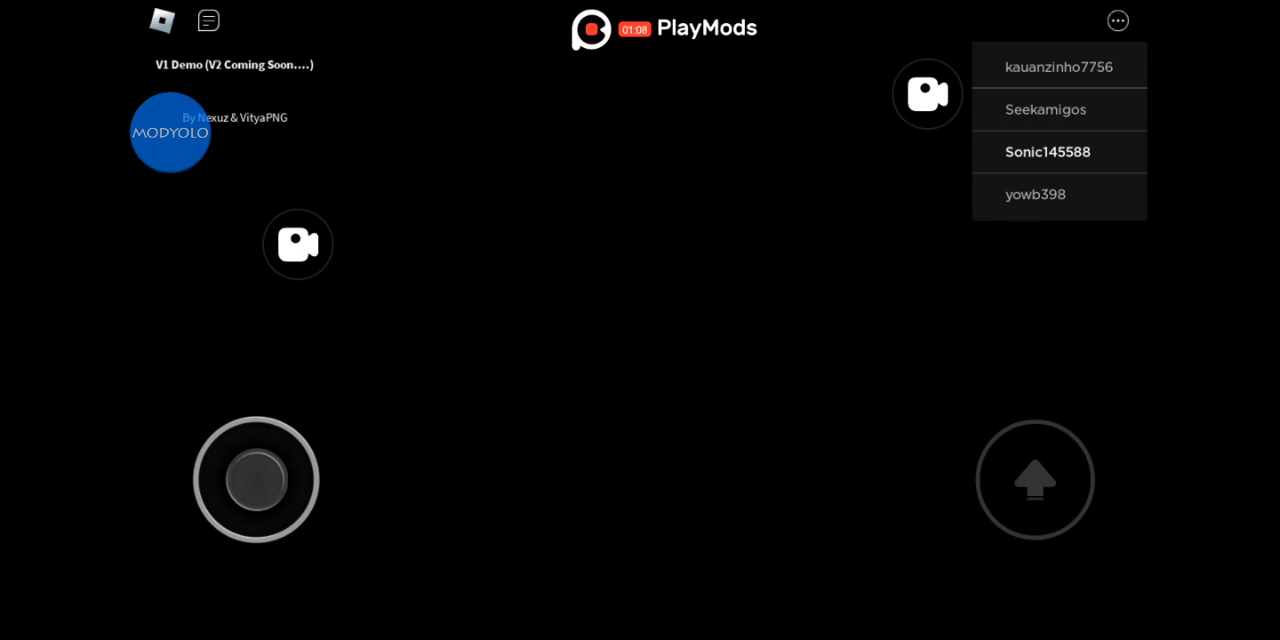 01:08 PlayMods
V1 Demo (V2 Coming Soon....)
By Nexuz & VityaPNG
MODYOLO
kauanzinho7756
Seekamigos
Sonic145588
yowb398